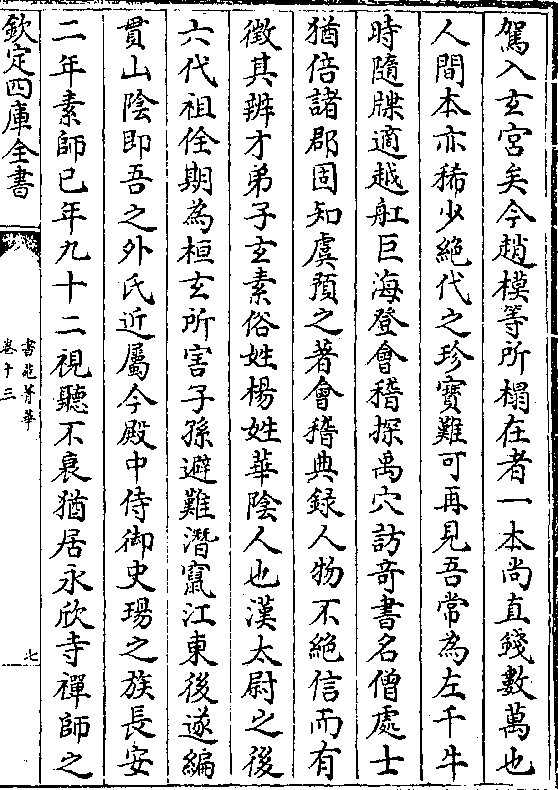 駕入玄宫矣今趙模等所榻在者一本尚直錢數萬也
人間本亦稀少絶代之珍寳難可再見吾常為左千牛
時隨牒適越舡巨海登會稽探禹穴訪竒書名僧處士
猶倍諸郡固知虞預之著會稽典録人物不絶信而有
徵其辨才弟子玄素俗姓楊姓華陰人也漢太尉之後
六代祖佺期為桓玄所害子孫避難潛竄江東後遂編
貫山陰即吾之外氏近屬今殿中侍御史瑒之族長安
二年素師已年九十二視聽不衰猶居永欣寺禪師之
欽定四庫全書
書苑菁華
卷十三
七